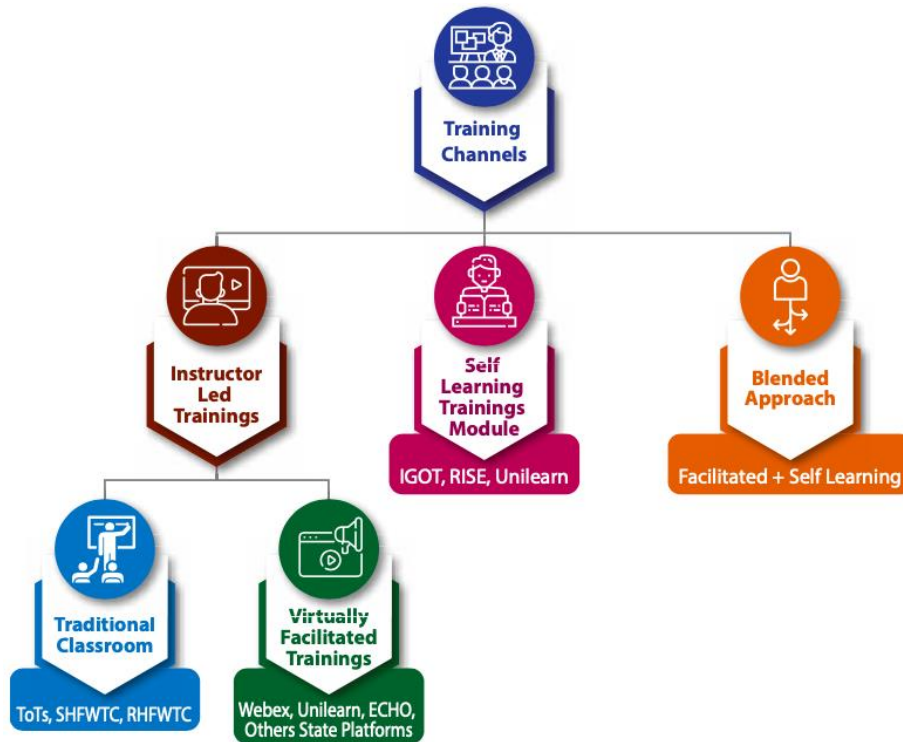 Training
Channels
Instructor
Led
Trainings
Self
Learning
Trainings
Module
IGOT, RISE, Unilearn
Blended
Approach
Facilitated + Self Learning
Traditional
Classroom
ToTs, SHFWTC, RHFWTC
Virtually
Facilitated
Trainings
Webex, Unilearn, ECHO,
Others State Platforms